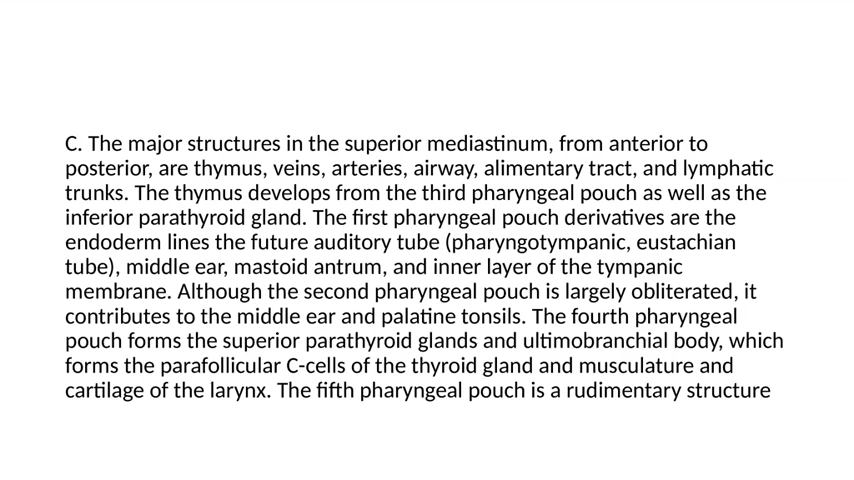 C. The major structures in the superior mediastinum, from anterior to
posterior, are thymus, veins, arteries, airway, alimentary tract, and lymphatic
trunks. The thymus develops from the third pharyngeal pouch as well as the
inferior parathyroid gland. The first pharyngeal pouch derivatives are the
endoderm lines the future auditory tube (pharyngotympanic, eustachian
tube), middle ear, mastoid antrum, and inner layer of the tympanic
membrane. Although the second pharyngeal pouch is largely obliterated, it
contributes to the middle ear and palatine tonsils. The fourth pharyngeal
pouch forms the superior parathyroid glands and ultimobranchial body, which
forms the parafollicular C-cells of the thyroid gland and musculature and
cartilage of the larynx. The fifth pharyngeal pouch is a rudimentary structure